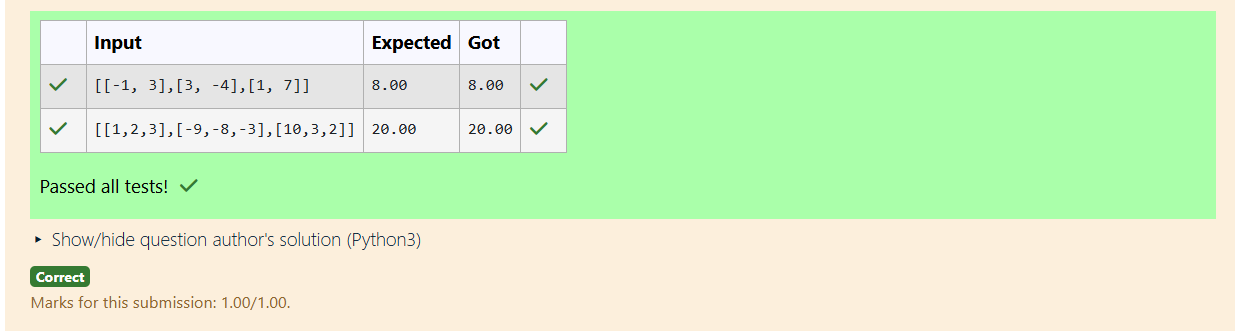 Input Expected Got
[[-1, 3],[3, -4],[1, 7]] 8.00 8.00
[[1,2,3],[-9,-8,-3],[10,3,2]] 20.00 20.00
Passed all tests!
Show/hide question author's solution (Python3)
Correct
Marks for this submission: 1.00/1.00.